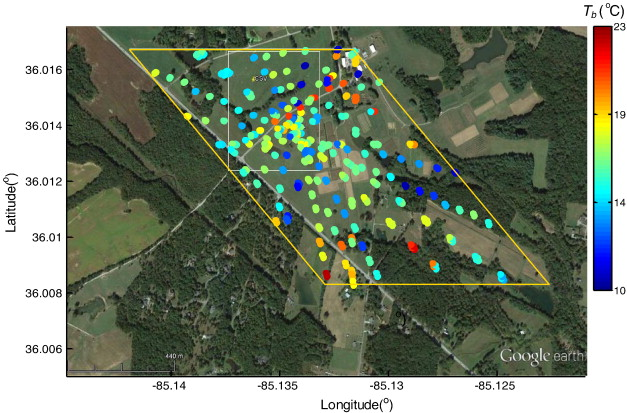 T_b (°C)
23
36.016
36.014
19
36.012
Latitude(°)
36.01
14
36.008
10
36.006
440 m
Google earth
-85.14
-85.135
-85.13
-85.125
Longitude(°)